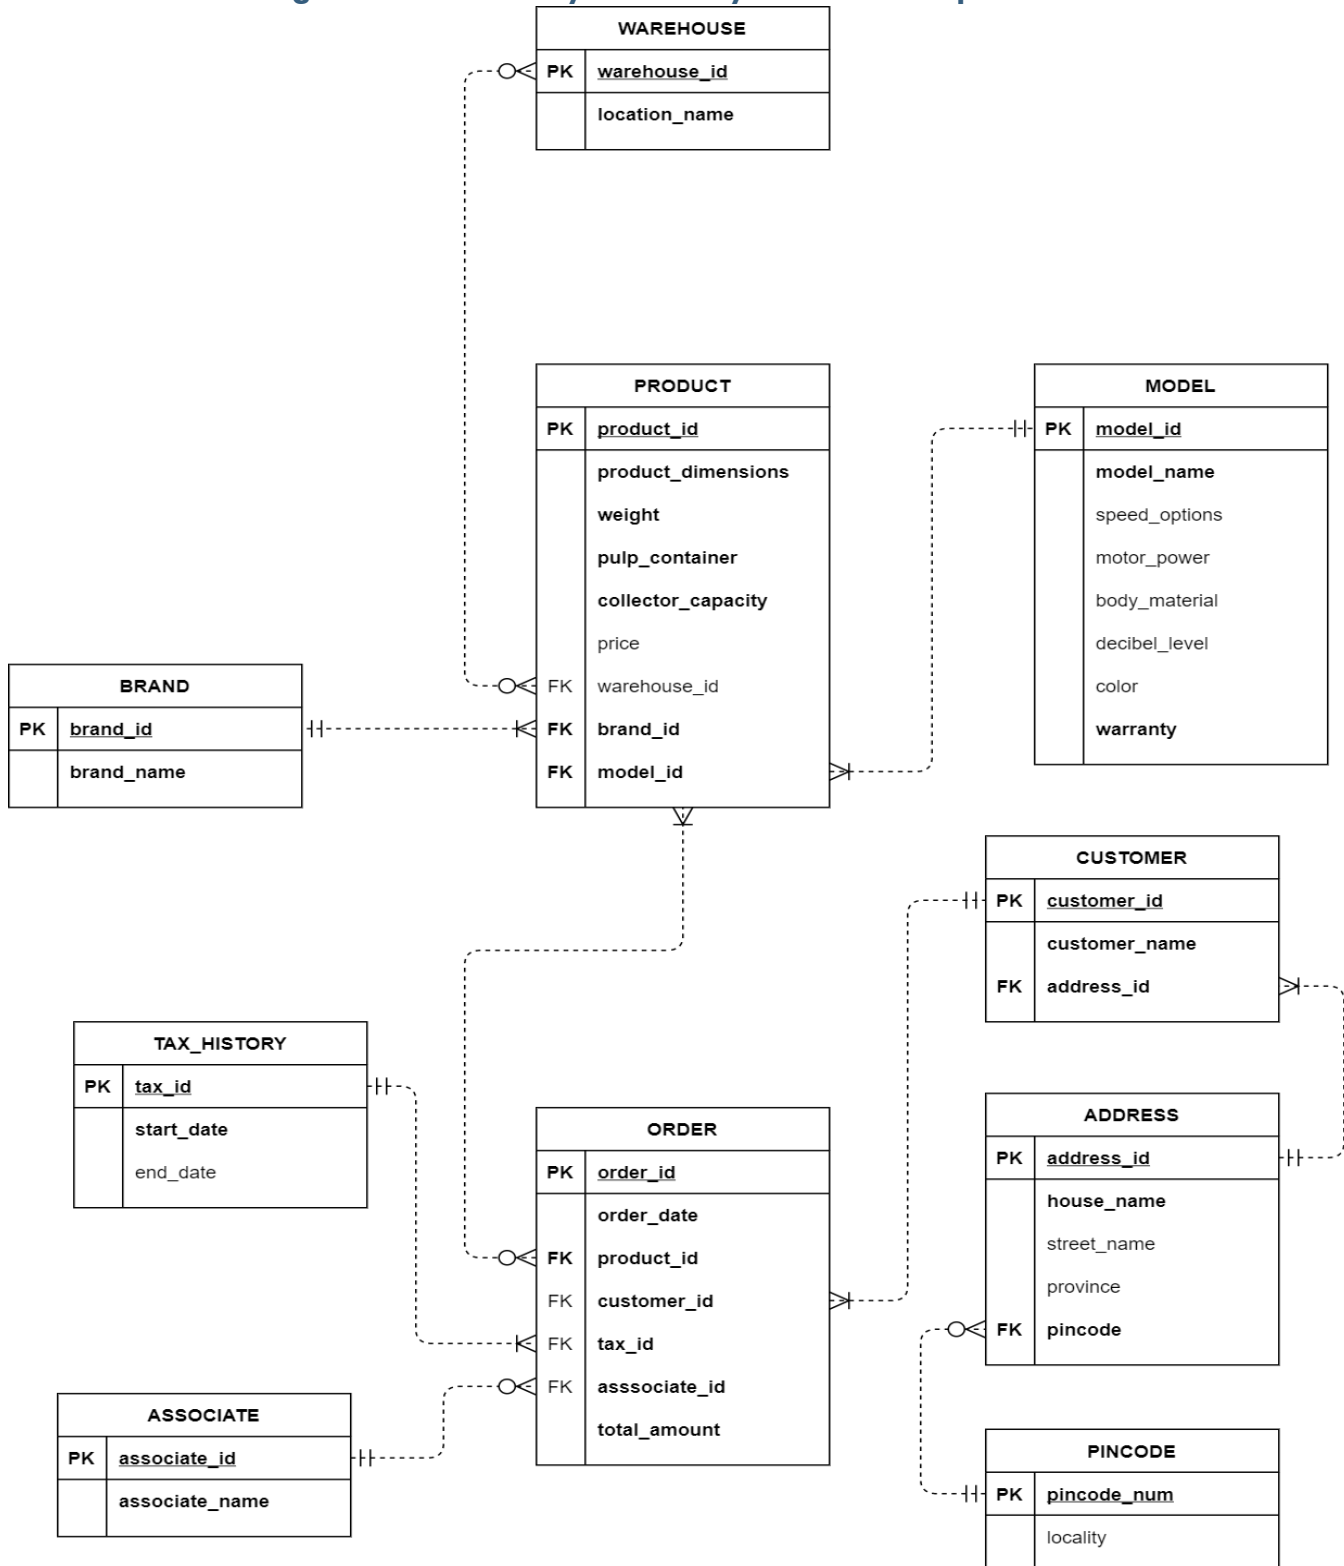 WAREHOUSE
PK warehouse_id
location_name
PRODUCT
PK product_id
product_dimensions
weight
pulp_container
collector_capacity
price
FK warehouse_id
FK brand_id
FK model_id
MODEL
PK model_id
model_name
speed_options
motor_power
body_material
decibel_level
color
warranty
BRAND
PK brand_id
brand_name
CUSTOMER
PK customer_id
customer_name
FK address_id
TAX_HISTORY
PK tax_id
start_date
end_date
ORDER
PK order_id
order_date
FK product_id
FK customer_id
FK tax_id
FK asssociate_id
total_amount
ADDRESS
PK address_id
house_name
street_name
province
FK pincode
ASSOCIATE
PK associate_id
associate_name
PINCODE
PK pincode_num
locality